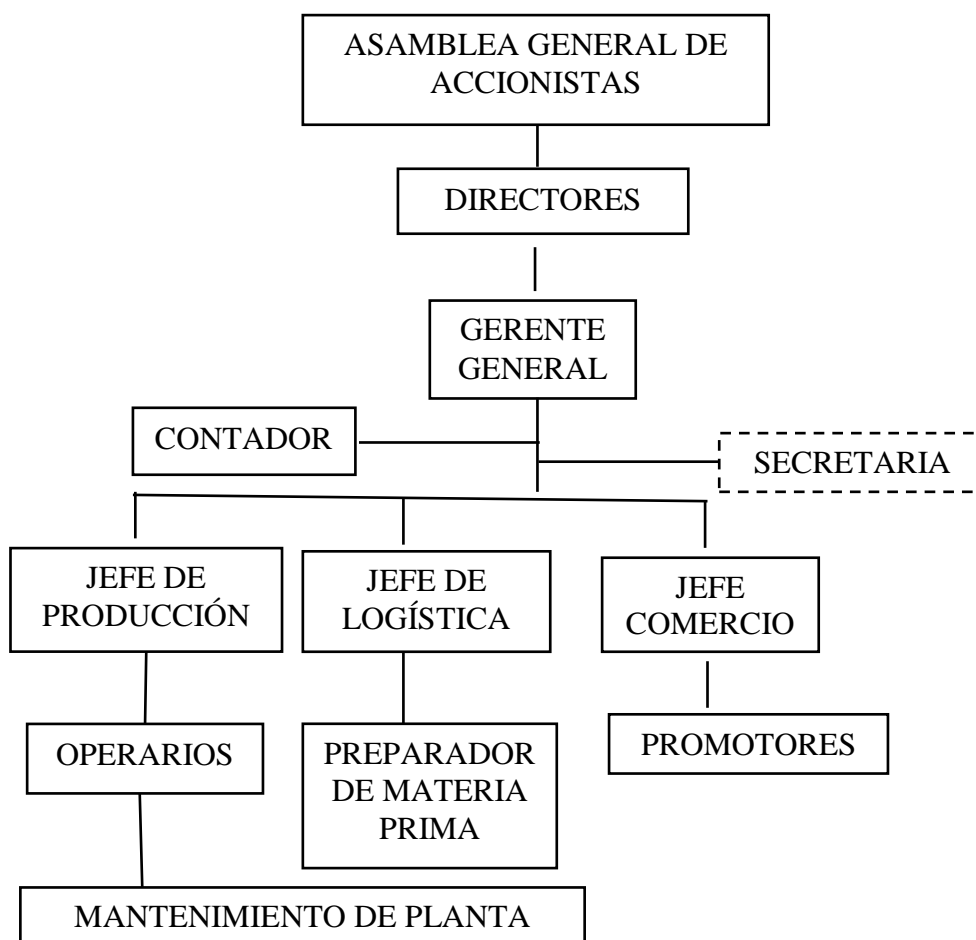 ASAMBLEA GENERAL DE
ACCIONISTAS
DIRECTORES
GERENTE
GENERAL
CONTADOR
SECRETARIA
JEFE DE
PRODUCCIÓN
JEFE DE
LOGÍSTICA
JEFE
COMERCIO
OPERARIOS
PREPARADOR
DE MATERIA
PRIMA
PROMOTORES
MANTENIMIENTO DE PLANTA